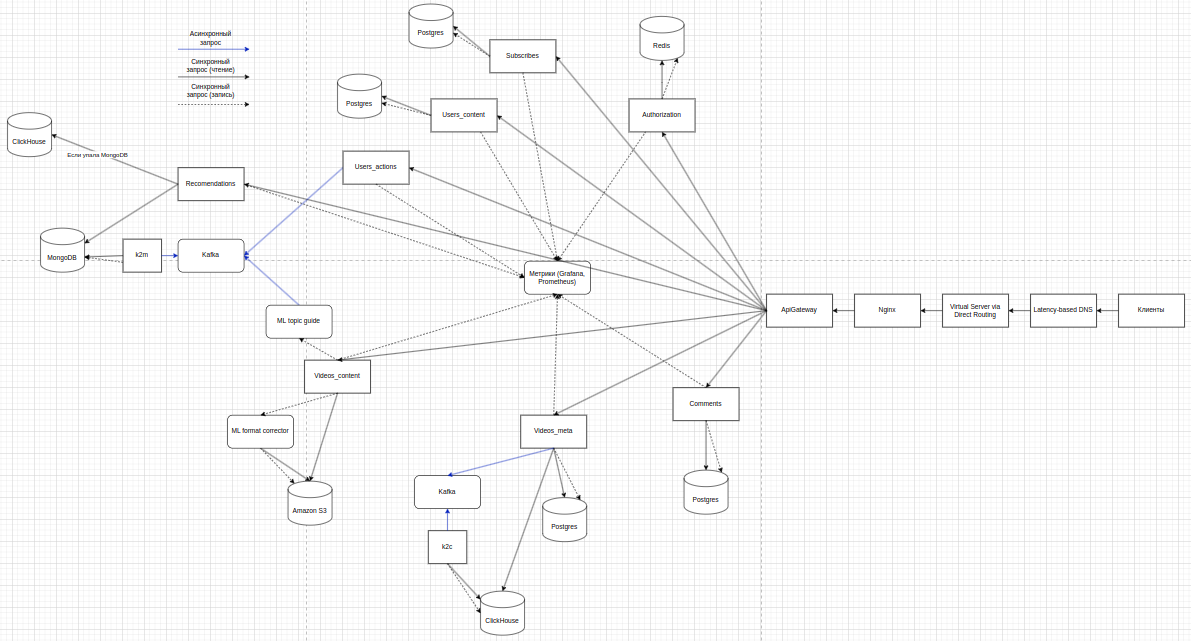 Асинхронный
запрос
Синхронный
запрос (чтение)
Синхронный
запрос (запись)
Postgres
Subscribes
Redis
Postgres
Users_content
Authorization
ClickHouse
Если упала MongoDB
Users_actions
Recomendations
MongoDB
k2m
Kafka
Метрики (Grafana,
Prometheus)
ML topic guide
ApiGateway
Nginx
Virtual Server via
Direct Routing
Latency-based DNS
Клиенты
Videos_content
Comments
ML format corrector
Videos_meta
Kafka
Amazon S3
Postgres
Postgres
k2c
ClickHouse